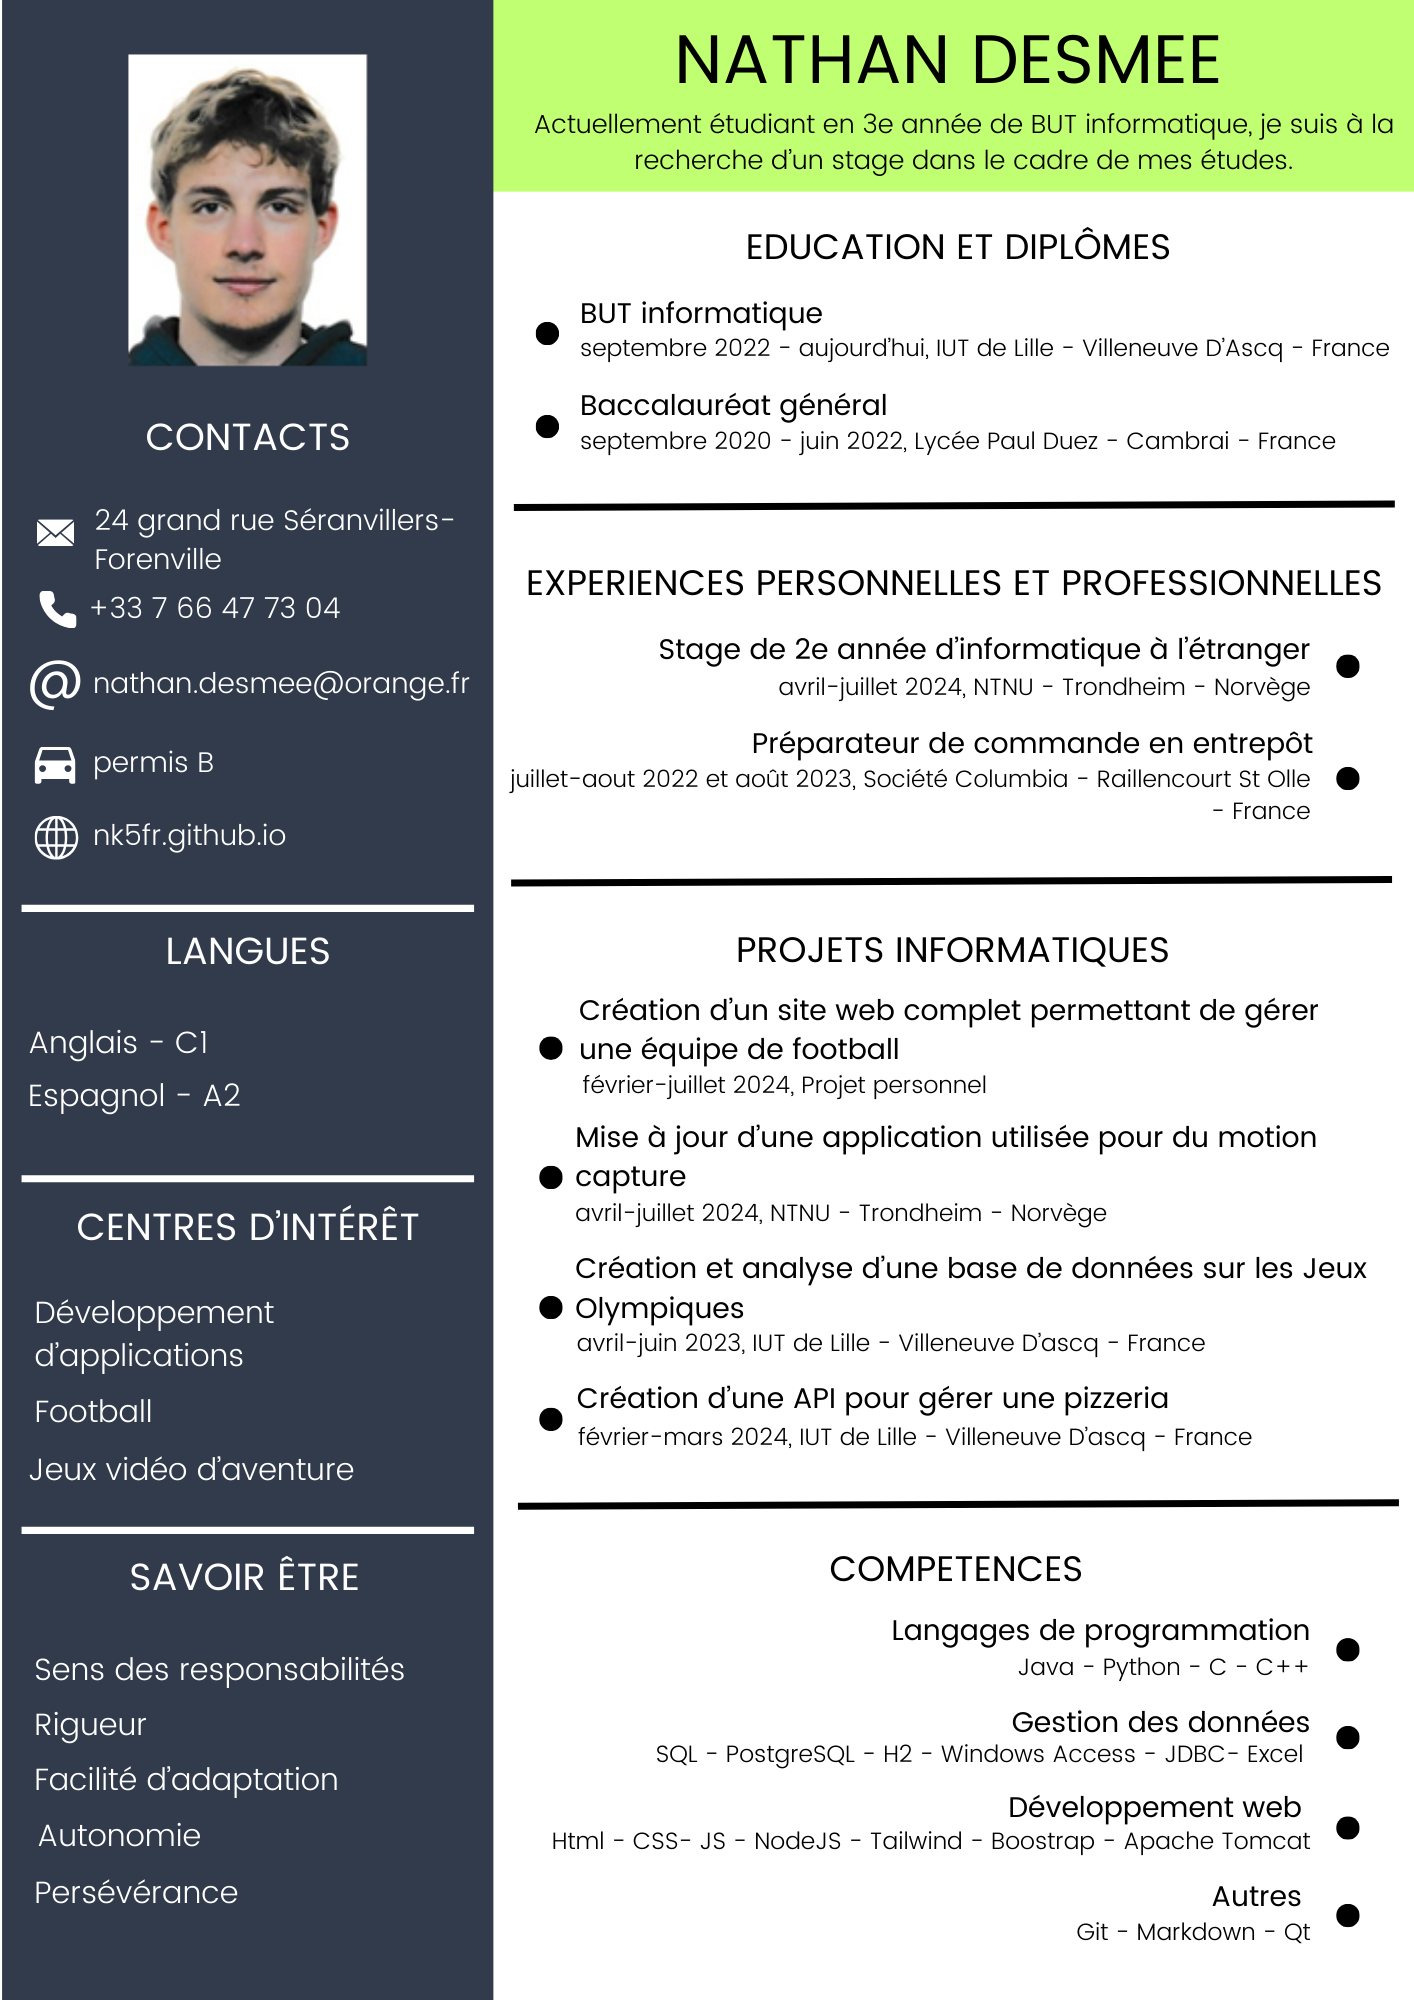 NATHAN DESMEE
Actuellement étudiant en 3e année de BUT informatique, je suis à la
recherche d'un stage dans le cadre de mes études.
CONTACTS
24 grand rue Séranvillers-
Forenville
+33 7 66 47 73 04
@ nathan.desmee@orange.fr
permis B
nk5fr.github.io
LANGUES
Anglais - C1
Espagnol - A2
CENTRES D'INTÉRÊT
Développement
d'applications
Football
Jeux vidéo d'aventure
SAVOIR ÊTRE
Sens des responsabilités
Rigueur
Facilité d'adaptation
Autonomie
Persévérance
EDUCATION ET DIPLÔMES
BUT informatique
septembre 2022 - aujourd'hui, IUT de Lille - Villeneuve D'Ascq - France
Baccalauréat général
septembre 2020 - juin 2022, Lycée Paul Duez - Cambrai - France
EXPERIENCES PERSONNELLES ET PROFESSIONNELLES
Stage de 2e année d'informatique à l'étranger
avril-juillet 2024, NTNU - Trondheim - Norvège
Préparateur de commande en entrepôt
juillet-aout 2022 et août 2023, Société Columbia - Raillencourt St Olle
- France
PROJETS INFORMATIQUES
Création d'un site web complet permettant de gérer
une équipe de football
février-juillet 2024, Projet personnel
Mise à jour d'une application utilisée pour du motion
capture
avril-juillet 2024, NTNU - Trondheim - Norvège
Création et analyse d'une base de données sur les Jeux
Olympiques
avril-juin 2023, IUT de Lille - Villeneuve D'ascq - France
Création d'une API pour gérer une pizzeria
février-mars 2024, IUT de Lille - Villeneuve D'ascq - France
COMPETENCES
Langages de programmation
Java - Python - C - C++
Gestion des données
SQL - PostgreSQL - H2 - Windows Access - JDBC- Excel
Développement web
Html - CSS- JS - NodeJS - Tailwind - Boostrap - Apache Tomcat
Autres
Git - Markdown - Qt